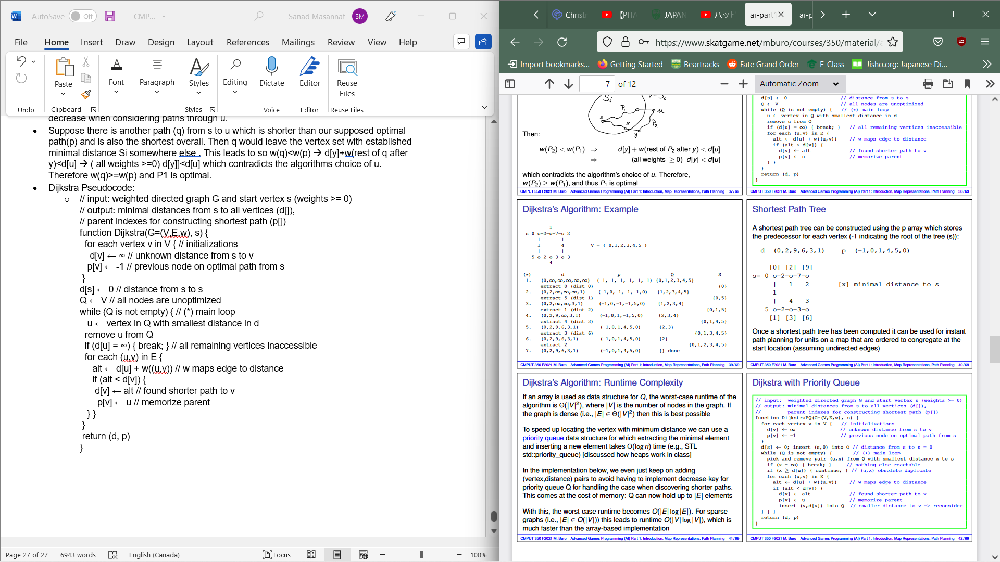 AutoSave Off CMP... Sanad Masannat SM
File Home Insert Draw Design Layout References Mailings Review View Help
Paste Font Paragraph Styles Editing Dictate Editor Reuse Files
Undo Clipboard Styles Voice Editor Reuse Files
decrease when considering paths through u.
• Suppose there is another path (q) from s to u which is shorter than our supposed optimal
path(p) and is also the shortest overall. Then q would leave the vertex set with established
minimal distance Si somewhere else . This leads to so w(q)<w(p) → d[y]+w(rest of q after
y)<d[u] → ( all weights >=0) d[y]]<d[u] which contradicts the algorithms choice of u.
Therefore w(q)>=w(p) and P1 is optimal.
• Dijkstra Pseudocode:
o // input: weighted directed graph G and start vertex s (weights >= 0)
// output: minimal distances from s to all vertices (d[]),
// parent indexes for constructing shortest path (p[])
function Dijkstra(G=(V,E,w), s) {
for each vertex v in V { // initializations
d[v] ← ∞ // unknown distance from s to v
p[v] ← -1 // previous node on optimal path from s
}
d[s] ← 0 // distance from s to s
Q ← V // all nodes are unoptimized
while (Q is not empty) { // (*) main loop
u ← vertex in Q with smallest distance in d
remove u from Q
if (d[u] = ∞) { break; } // all remaining vertices inaccessible
for each (u,v) in E {
alt ← d[u] + w((u,v)) // w maps edge to distance
if (alt < d[v]) {
d[v] ← alt // found shorter path to v
p[v] ← u // memorize parent
} }
}
return (d, p)
}
Page 27 of 27 6943 words English (Canada) Focus 100%
Christ 【PHA JAPAN ハッピ ai-part1 ai-p
https://www.skatgame.net/mburo/courses/350/material/a
Import bookmarks... Getting Started Beartracks Fate Grand Order E-Class Jisho.org: Japanese Di...
7 of 12 Automatic Zoom
Si V-Si
P1 u
s x P2
y
Then:
w(P2) < w(P1) ⇒ d[y] + w(rest of P2 after y) < d[u]
⇒ (all weights ≥ 0) d[y] < d[u]
which contradicts the algorithm's choice of u. Therefore,
w(P2) ≥ w(P1), and thus P1 is optimal
CMPUT 350 F2021 M. Buro Advanced Games Programming (AI) Part 1: Introduction, Map Representations, Path Planning 37/69
d[s] ← 0 // distance from s to s
Q ← V // all nodes are unoptimized
while (Q is not empty) { // (*) main loop
u ← vertex in Q with smallest distance in d
remove u from Q
if (d[u] = ∞) { break; } // all remaining vertices inaccessible
for each (u,v) in E {
alt ← d[u] + w((u,v)) // w maps edge to distance
if (alt < d[v]) {
d[v] ← alt // found shorter path to v
p[v] ← u // memorize parent
} }
}
return (d, p)
}
CMPUT 350 F2021 M. Buro Advanced Games Programming (AI) Part 1: Introduction, Map Representations, Path Planning 38/69
Dijkstra's Algorithm: Example
1
s=0 o-2-o-7-o 2
| |
1 4 V = { 0,1,2,3,4,5 }
| |
5 o-2-o-3-o 3
4
(*) d p Q S
1. (0,∞,∞,∞,∞,∞) (-1,-1,-1,-1,-1,-1) {0,1,2,3,4,5}
extract 0 (dist 0) {0}
2. (0,2,∞,∞,∞,1) (-1,0,-1,-1,-1,0) {1,2,3,4,5}
extract 5 (dist 1) {0,5}
3. (0,2,∞,∞,3,1) (-1,0,-1,-1,5,0) {1,2,3,4}
extract 1 (dist 2) {0,1,5}
4. (0,2,9,∞,3,1) (-1,0,1,-1,5,0) {2,3,4}
extract 4 (dist 3) {0,1,4,5}
5. (0,2,9,6,3,1) (-1,0,1,4,5,0) {2,3}
extract 3 (dist 6) {0,1,3,4,5}
6. (0,2,9,6,3,1) (-1,0,1,4,5,0) {2}
extract 2 {0,1,2,3,4,5}
7. (0,2,9,6,3,1) (-1,0,1,4,5,0) {} done
CMPUT 350 F2021 M. Buro Advanced Games Programming (AI) Part 1: Introduction, Map Representations, Path Planning 39/69
Shortest Path Tree
A shortest path tree can be constructed using the p array which stores
the predecessor for each vertex (-1 indicating the root of the tree (s)):
d= (0,2,9,6,3,1) p= (-1,0,1,4,5,0)
[0] [2] [9]
s= 0 o-2-o-7-o
| 1 2 [x] minimal distance to s
1
| 4 3
5 o-2-o-3-o
[1] [3] [6]
Once a shortest path tree has been computed it can be used for instant
path planning for units on a map that are ordered to congregate at the
start location (assuming undirected edges)
CMPUT 350 F2021 M. Buro Advanced Games Programming (AI) Part 1: Introduction, Map Representations, Path Planning 40/69
Dijkstra's Algorithm: Runtime Complexity
If an array is used as data structure for Q, the worst-case runtime of the
algorithm is Θ(|V|²), where |V| is the number of nodes in the graph. If
the graph is dense (i.e., |E| ∈ Θ(|V|²) then this is best possible
To speed up locating the vertex with minimum distance we can use a
priority queue data structure for which extracting the minimal element
and inserting a new element takes Θ(log n) time (e.g., STL
std::priority_queue) [discussed how heaps work in class]
In the implementation below, we even just keep on adding
(vertex,distance) pairs to avoid having to implement decrease-key for
priority queue Q for handling the case when discovering shorter paths.
This comes at the cost of memory: Q can now hold up to |E| elements
With this, the worst-case runtime becomes O(|E| log |E|). For sparse
graphs (i.e., |E| ∈ O(|V|)) this leads to runtime O(|V| log |V|), which is
much faster than the array-based implementation
CMPUT 350 F2021 M. Buro Advanced Games Programming (AI) Part 1: Introduction, Map Representations, Path Planning 41/69
Dijkstra with Priority Queue
// input: weighted directed graph G and start vertex s (weights >= 0)
// output: minimal distances from s to all vertices (d[]),
// parent indexes for constructing shortest path (p[])
function DijkstraPQ(G=(V,E,w), s) {
for each vertex v in V { // initializations
d[v] ← ∞ // unknown distance from s to v
p[v] ← -1 // previous node on optimal path from s
}
d[s] ← 0; insert (s,0) into Q // distance from s to s = 0
while (Q is not empty) { // (*) main loop
pick and remove pair (u,x) from Q with smallest distance x to s
if (x = ∞) { break; } // nothing else reachable
if (x ≥ d[u]) { continue; } // (u,x) obsolete duplicate
for each (u,v) in E {
alt ← d[u] + w((u,v)) // w maps edge to distance
if (alt < d[v]) {
d[v] ← alt // found shorter path to v
p[v] ← u // memorize parent
insert (v,d[v]) into Q // smaller distance to v => reconsider
} } }
return (d, p)
}
CMPUT 350 F2021 M. Buro Advanced Games Programming (AI) Part 1: Introduction, Map Representations, Path Planning 42/69